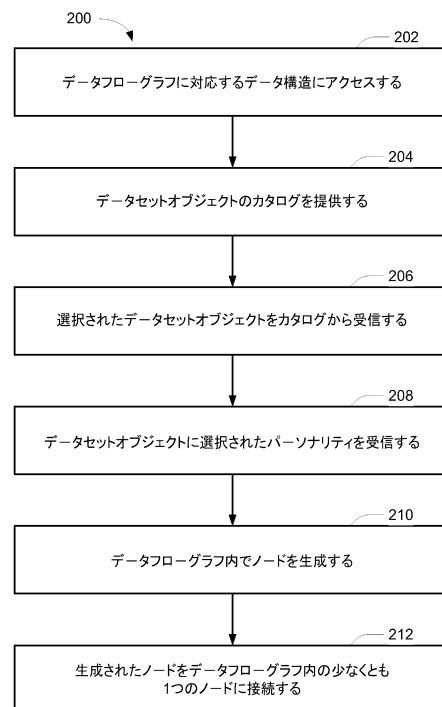 200
202
データフローグラフに対応するデータ構造にアクセスする
204
データセットオブジェクトのカタログを提供する
206
選択されたデータセットオブジェクトをカタログから受信する
208
データセットオブジェクトに選択されたパーソナリティを受信する
210
データフローグラフ内でノードを生成する
212
生成されたノードをデータフローグラフ内の少なくとも
1つのノードに接続する